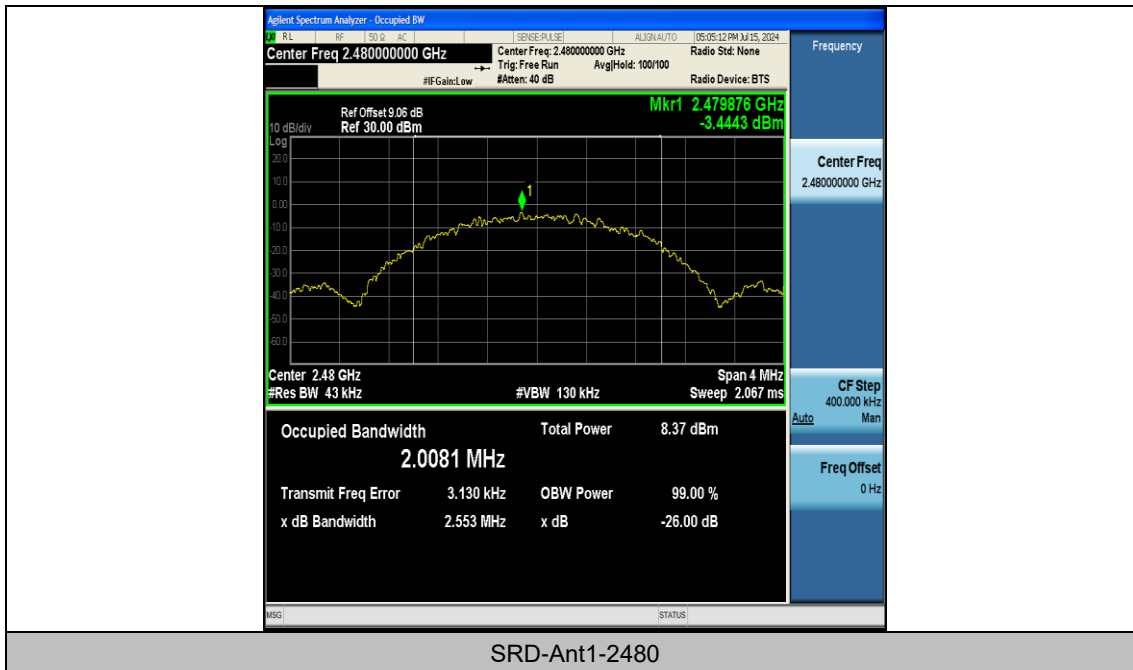 Agilent Spectrum Analyzer - Occupied BW
RL RF 50 Ω AC SENSE:PULSE ALIGN AUTO 05:05:12 PM Jul 15, 2024
Center Freq 2.480000000 GHz Center Freq: 2.480000000 GHz Radio Std: None Frequency
Trig: Free Run Avg|Hold: 100/100
#IFGain:Low #Atten: 40 dB Radio Device: BTS
Mkr1 2.479876 GHz
Ref Offset 9.06 dB -3.4443 dBm
10 dB/div Ref 30.00 dBm
Log
20.0
10.0
0.00
-10.0
-20.0
-30.0
-40.0
-50.0
-60.0
1
Center Freq
2.480000000 GHz
Center 2.48 GHz Span 4 MHz
#Res BW 43 kHz #VBW 130 kHz Sweep 2.067 ms
CF Step
400.000 kHz
Auto Man
Occupied Bandwidth Total Power 8.37 dBm
2.0081 MHz
Transmit Freq Error 3.130 kHz OBW Power 99.00 %
x dB Bandwidth 2.553 MHz x dB -26.00 dB
Freq Offset
0 Hz
MSG STATUS
SRD-Ant1-2480